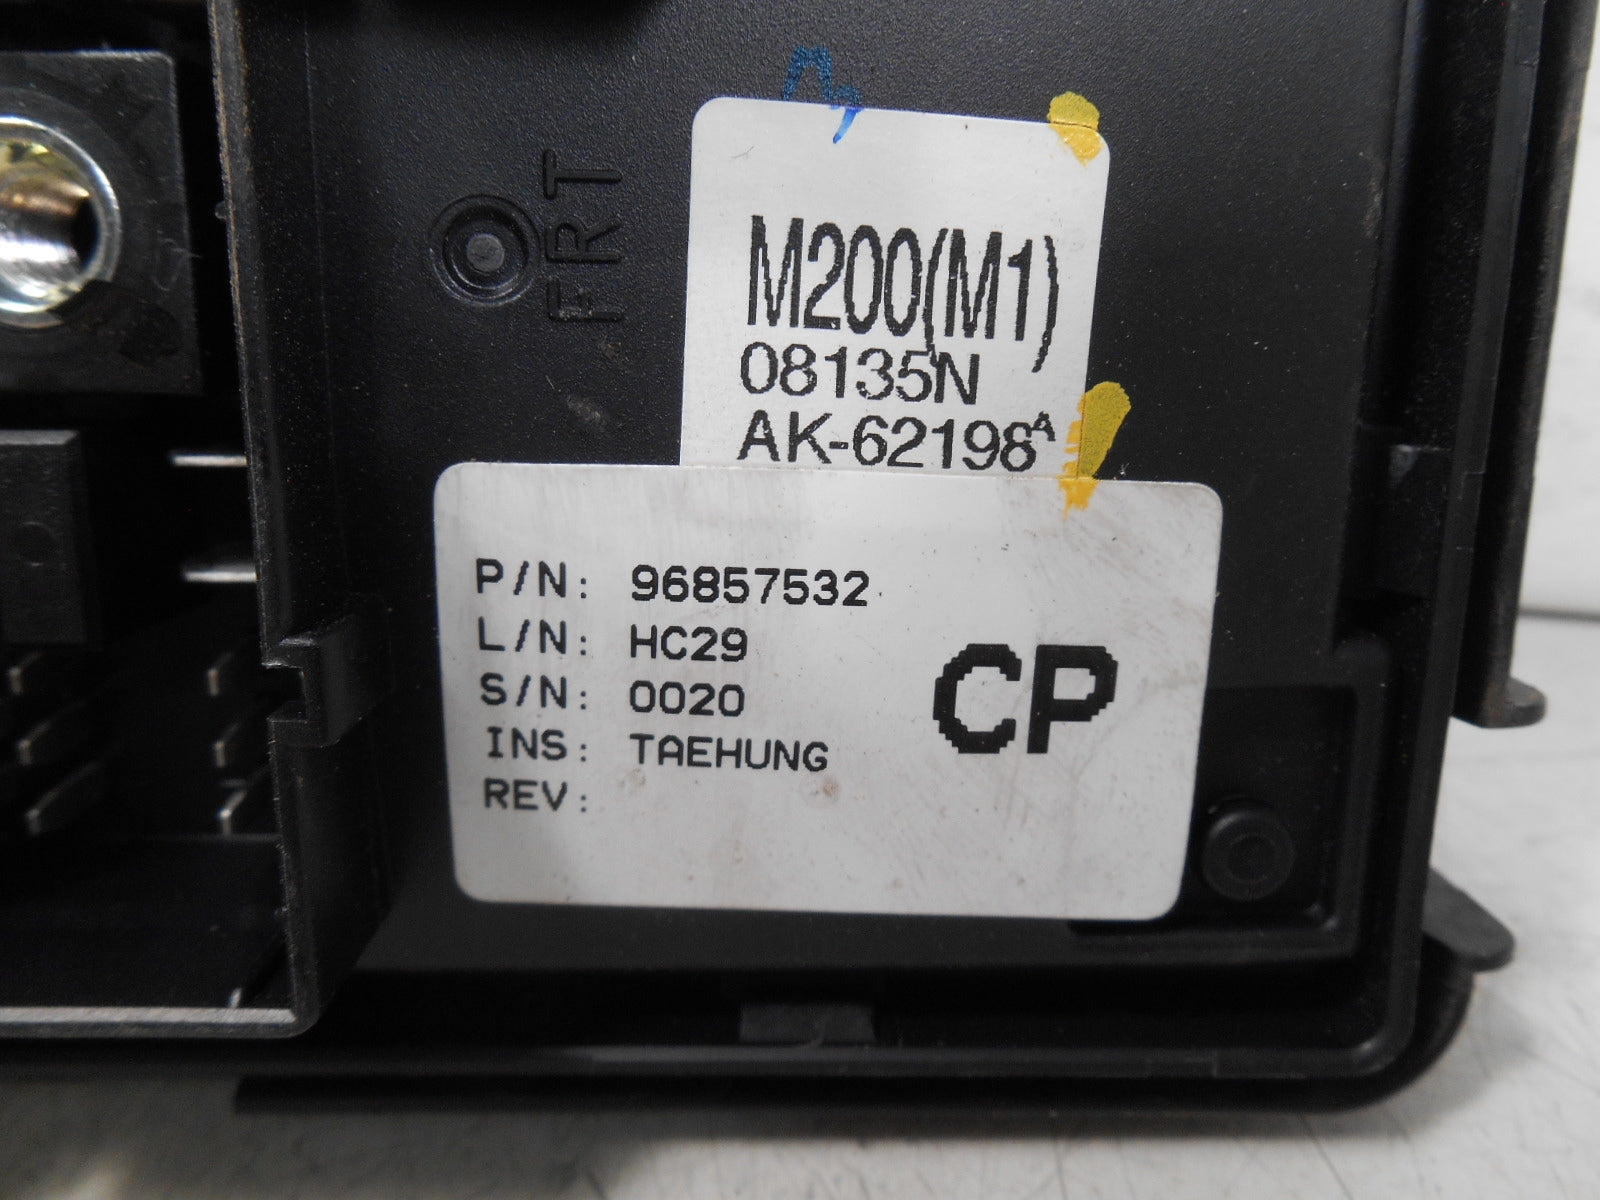 FRT
M200(M1)
08135N
AK-62198A
P/N: 96857532
L/N: HC29
S/N: 0020
INS: TAEHUNG
REV:
CP